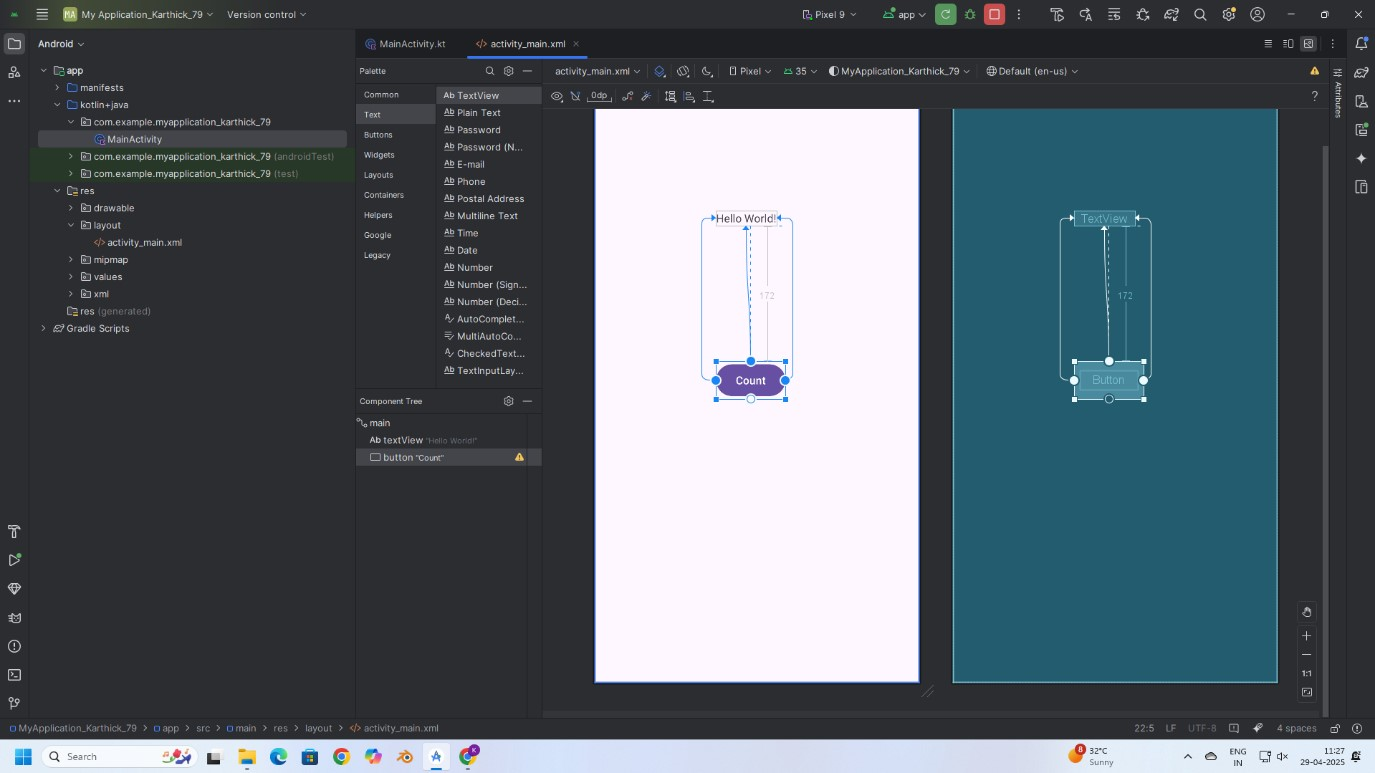 MA My Application_Karthick_79
Version control
Pixel 9
app
Android
MainActivity.kt
activity_main.xml
app
manifests
kotlin+java
com.example.myapplication_karthick_79
MainActivity
com.example.myapplication_karthick_79 (androidTest)
com.example.myapplication_karthick_79 (test)
res
drawable
layout
activity_main.xml
mipmap
values
xml
res (generated)
Gradle Scripts
Palette
Common
Text
Buttons
Widgets
Layouts
Containers
Helpers
Google
Legacy
Ab TextView
Ab Plain Text
Ab Password
Ab Password (N...
Ab E-mail
Ab Phone
Ab Postal Address
Ab Multiline Text
Ab Time
Ab Date
Ab Number
Ab Number (Sign...
Ab Number (Deci...
AutoComplet...
MultiAutoCo...
CheckedText...
Ab TextInputLay...
Component Tree
main
Ab textView "Hello World!"
button "Count"
activity_main.xml
Pixel
35
MyApplication_Karthick_79
Default (en-us)
0dp
?
Attributes
Hello World!
172
Count
TextView
172
Button
1:1
MyApplication_Karthick_79 > app > src > main > res > layout > activity_main.xml
22:5 LF UTF-8 4 spaces
Search
8
32°C
Sunny
K
ENG
IN
11:27
29-04-2025